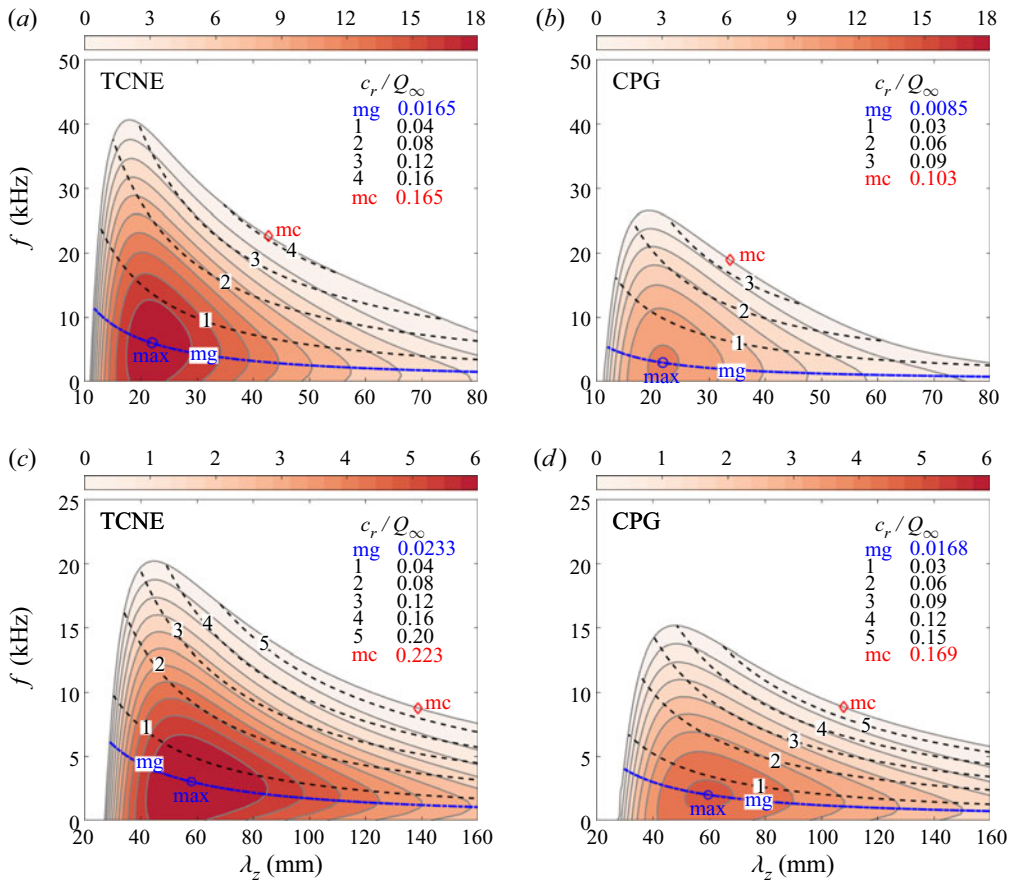 (a) 0 3 6 9 12 15 18
(b) 0 3 6 9 12 15 18
50 TCNE c_r / Q_∞
mg 0.0165
40 1 0.04
2 0.08
3 0.12
30 4 0.16
mc 0.165
f (kHz)
20
10
0
mc
4
3
2
1
mg
max
10 20 30 40 50 60 70 80
50 CPG c_r / Q_∞
mg 0.0085
40 1 0.03
2 0.06
3 0.09
30 mc 0.103
20
10
0
mc
3
2
1
mg
max
10 20 30 40 50 60 70 80
(c) 0 1 2 3 4 5 6
(d) 0 1 2 3 4 5 6
25 TCNE c_r / Q_∞
mg 0.0233
1 0.04
20 2 0.08
3 0.12
4 0.16
5 0.20
15 mc 0.223
f (kHz)
10
5
0
5
4
3
2
1
mc
mg
max
20 40 60 80 100 120 140 160
λ_z (mm)
25 CPG c_r / Q_∞
mg 0.0168
1 0.03
20 2 0.06
3 0.09
4 0.12
5 0.15
15 mc 0.169
10
5
0
mc
5
4
3
2
1
mg
max
20 40 60 80 100 120 140 160
λ_z (mm)